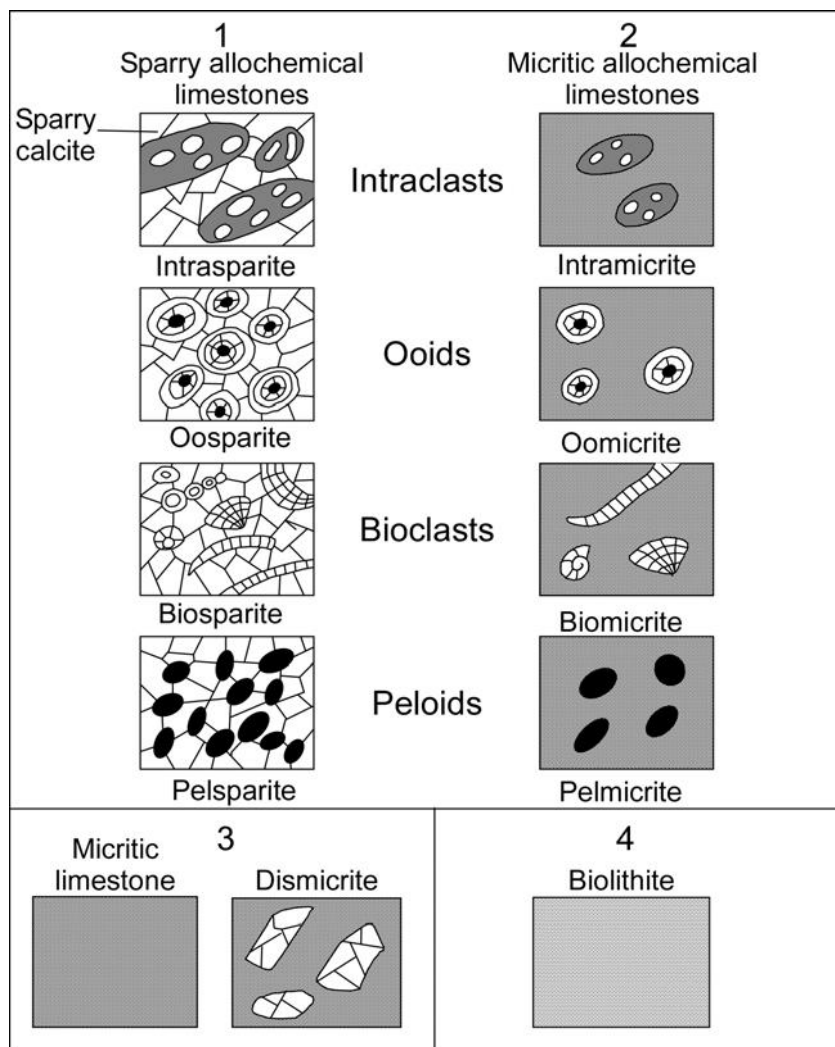 1
Sparry allochemical
limestones
2
Micritic allochemical
limestones
Sparry
calcite
Intraclasts
Intrasparite
Intramicrite
Ooids
Oosparite
Oomicrite
Bioclasts
Biosparite
Biomicrite
Peloids
Pelsparite
Pelmicrite
3
Micritic
limestone
Dismicrite
4
Biolithite